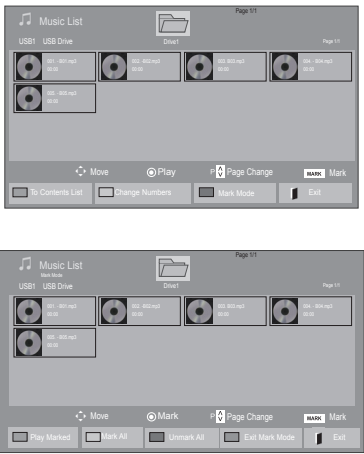 Page 1/1
Music List
USB1 USB Drive
Drive1
Page 1/1
001. - B01.mp3
00:00
002. -B02.mp3
00:00
003. B03.mp3
00:00
004. - B04.mp3
00:00
005. - B05.mp3
00:00
Move
Play
P Page Change
MARK Mark
To Contents List
Change Numbers
Mark Mode
Exit
Page 1/1
Music List
Mark Mode
USB1 USB Drive
Drive1
Page 1/1
001. - B01.mp3
00:00
002. -B02.mp3
00:00
003. B03.mp3
00:00
004. - B04.mp3
00:00
005. - B05.mp3
00:00
Move
Mark
P Page Change
MARK Mark
Play Marked
Mark All
Unmark All
Exit Mark Mode
Exit